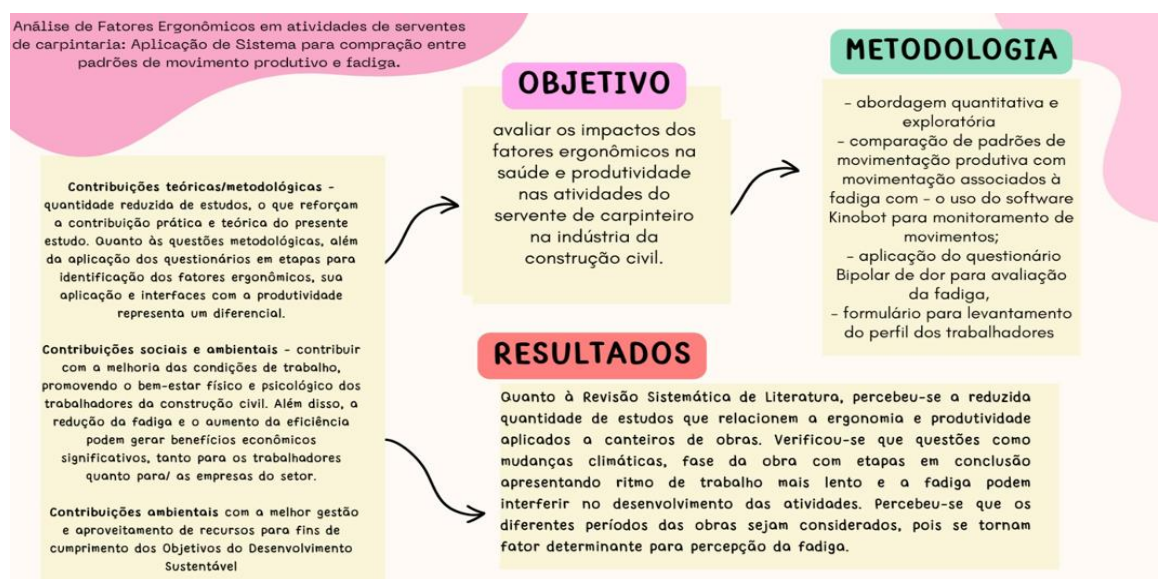 Análise de Fatores Ergonômicos em atividades de serventes
de carpintaria: Aplicação de Sistema para compração entre
padrões de movimento produtivo e fadiga.
Contribuições teóricas/metodológicas -
quantidade reduzida de estudos, o que reforçam
a contribuição prática e teórica do presente
estudo. Quanto às questões metodológicas, além
da aplicação dos questionários em etapas para
identificação dos fatores ergonômicos, sua
aplicação e interfaces com a produtividade
representa um diferencial.
Contribuições sociais e ambientais - contribuir
com a melhoria das condições de trabalho,
promovendo o bem-estar físico e psicológico dos
trabalhadores da construção civil. Além disso, a
redução da fadiga e o aumento da eficiência
podem gerar benefícios econômicos
significativos, tanto para os trabalhadores
quanto para/ as empresas do setor.
Contribuições ambientais com a melhor gestão
e aproveitamento de recursos para fins de
cumprimento dos Objetivos do Desenvolvimento
Sustentável
OBJETIVO
avaliar os impactos dos
fatores ergonômicos na
saúde e produtividade
nas atividades do
servente de carpinteiro
na indústria da
construção civil.
METODOLOGIA
- abordagem quantitativa e
exploratória
- comparação de padrões de
movimentação produtiva com
movimentação associados à
fadiga com - o uso do software
Kinobot para monitoramento de
movimentos;
- aplicação do questionário
Bipolar de dor para avaliação
da fadiga,
- formulário para levantamento
do perfil dos trabalhadores
RESULTADOS
Quanto à Revisão Sistemática de Literatura, percebeu-se a reduzida
quantidade de estudos que relacionem a ergonomia e produtividade
aplicados a canteiros de obras. Verificou-se que questões como
mudanças climáticas, fase da obra com etapas em conclusão
apresentando ritmo de trabalho mais lento e a fadiga podem
interferir no desenvolvimento das atividades. Percebeu-se que os
diferentes períodos das obras sejam considerados, pois se tornam
fator determinante para percepção da fadiga.